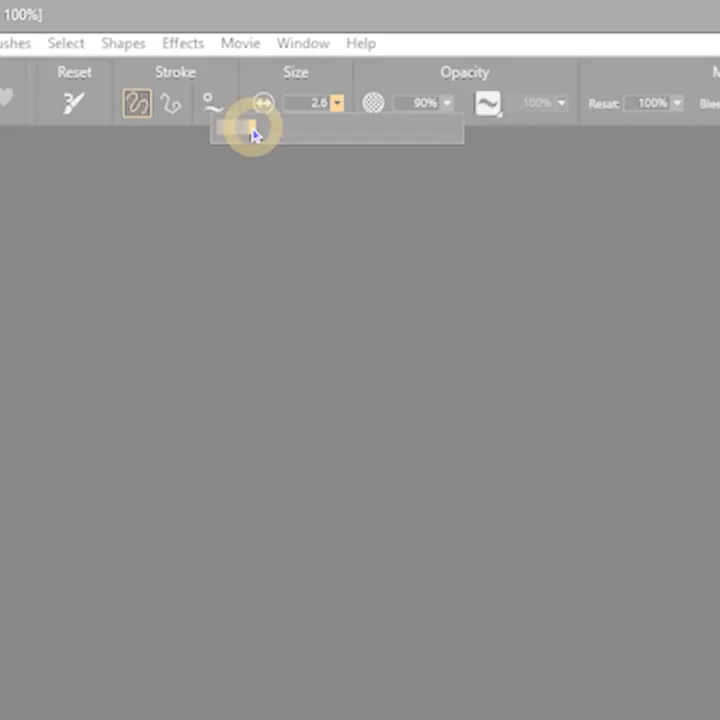 100%]
ushes Select Shapes Effects Movie Window Help
Reset Stroke Size Opacity M
2.6 90% 100% Resat: 100% Blee